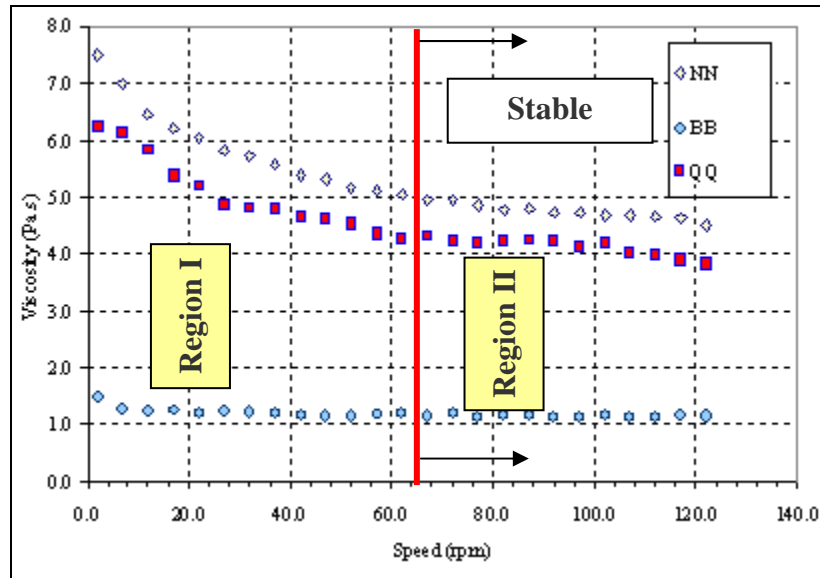 8.0
7.0
6.0
5.0
4.0
3.0
2.0
1.0
0.0
Viscosity (Pa.s)
Stable
NN
BB
QQ
Region I
Region II
0.0 20.0 40.0 60.0 80.0 100.0 120.0 140.0
Speed (rpm)